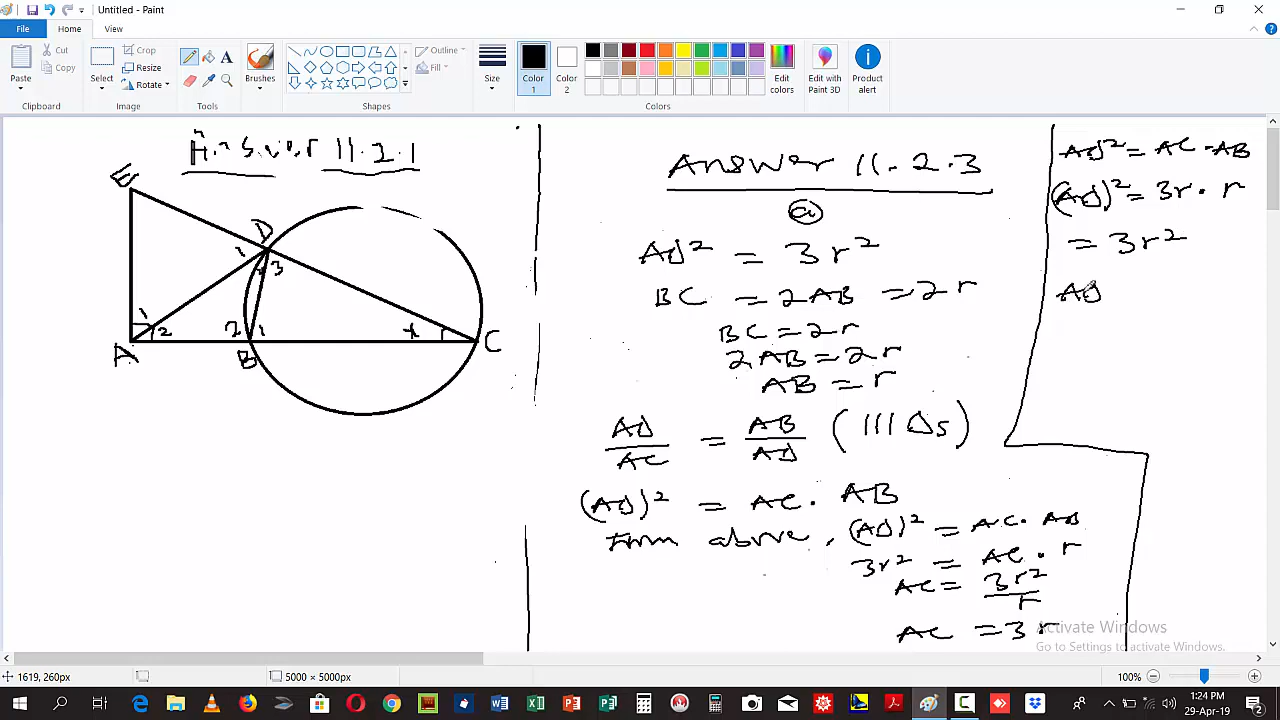 Untitled - Paint
File
Home
View
Paste
Cut
Copy
Clipboard
Select
Crop
Resize
Rotate
Image
Tools
Brushes
Shapes
Outline
Fill
Size
Color 1
Color 2
Edit colors
Colors
Edit with Paint 3D
Product alert
Answer 11.2.1
E
D
1
2 3
1
2
2
1
x
A
B
C
Answer 11.2.3
a
AD² = 3r²
BC = 2AB = 2r
BC = 2r
2AB = 2r
AB = r
AD/AC = AB/AD (111 Δs)
(AD)² = AC. AB
From above, (AD)² = AC. AB
3r² = AC . r
AC = 3r²/r
AC = 3r
AD² = AC . AB
(AD)² = 3r . r
= 3r²
AD
Activate Windows
Go to Settings to activate Windows.
1619, 260px
5000 × 5000px
100%
1:24 PM
29-Apr-19